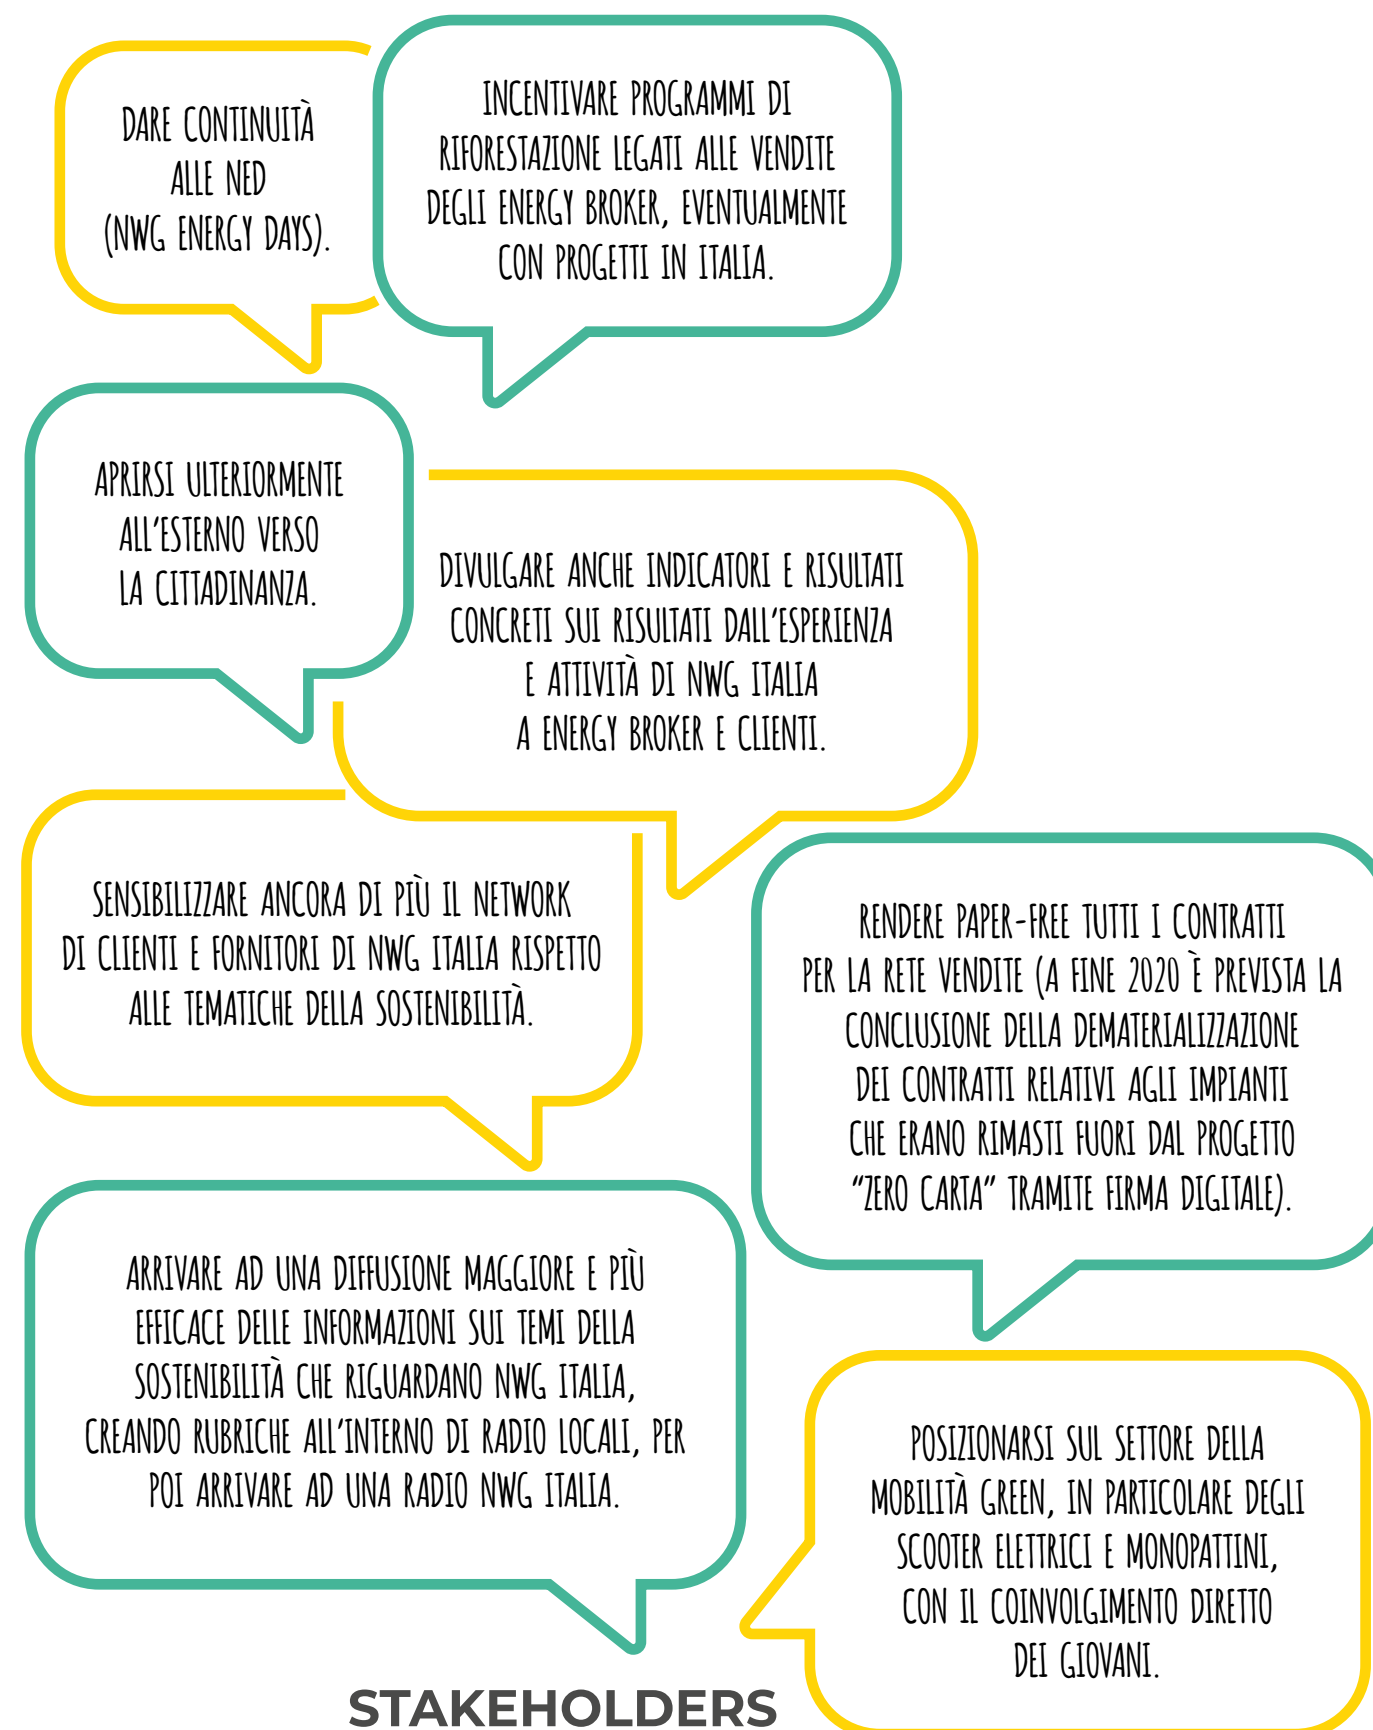 DARE CONTINUITÀ
ALLE NED
(NWG ENERGY DAYS).
INCENTIVARE PROGRAMMI DI
RIFORESTAZIONE LEGATI ALLE VENDITE
DEGLI ENERGY BROKER, EVENTUALMENTE
CON PROGETTI IN ITALIA.
APRIRSI ULTERIORMENTE
ALL'ESTERNO VERSO
LA CITTADINANZA.
DIVULGARE ANCHE INDICATORI E RISULTATI
CONCRETI SUI RISULTATI DALL'ESPERIENZA
E ATTIVITÀ DI NWG ITALIA
A ENERGY BROKER E CLIENTI.
SENSIBILIZZARE ANCORA DI PIÙ IL NETWORK
DI CLIENTI E FORNITORI DI NWG ITALIA RISPETTO
ALLE TEMATICHE DELLA SOSTENIBILITÀ.
RENDERE PAPER-FREE TUTTI I CONTRATTI
PER LA RETE VENDITE (A FINE 2020 È PREVISTA LA
CONCLUSIONE DELLA DEMATERIALIZZAZIONE
DEI CONTRATTI RELATIVI AGLI IMPIANTI
CHE ERANO RIMASTI FUORI DAL PROGETTO
"ZERO CARTA" TRAMITE FIRMA DIGITALE).
ARRIVARE AD UNA DIFFUSIONE MAGGIORE E PIÙ
EFFICACE DELLE INFORMAZIONI SUI TEMI DELLA
SOSTENIBILITÀ CHE RIGUARDANO NWG ITALIA,
CREANDO RUBRICHE ALL'INTERNO DI RADIO LOCALI, PER
POI ARRIVARE AD UNA RADIO NWG ITALIA.
POSIZIONARSI SUL SETTORE DELLA
MOBILITÀ GREEN, IN PARTICOLARE DEGLI
SCOOTER ELETTRICI E MONOPATTINI,
CON IL COINVOLGIMENTO DIRETTO
DEI GIOVANI.
STAKEHOLDERS